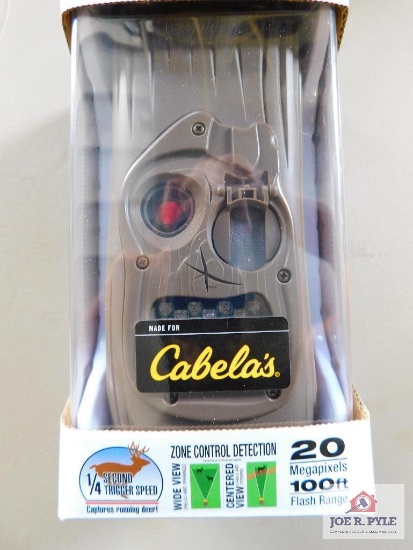 MADE FOR
Cabela's®
1/4 SECOND
TRIGGER SPEED
Captures running deer!
ZONE CONTROL DETECTION
WIDE VIEW
CENTERED
VIEW
20
Megapixels
100ft
Flash Range
JOE R. PYLE